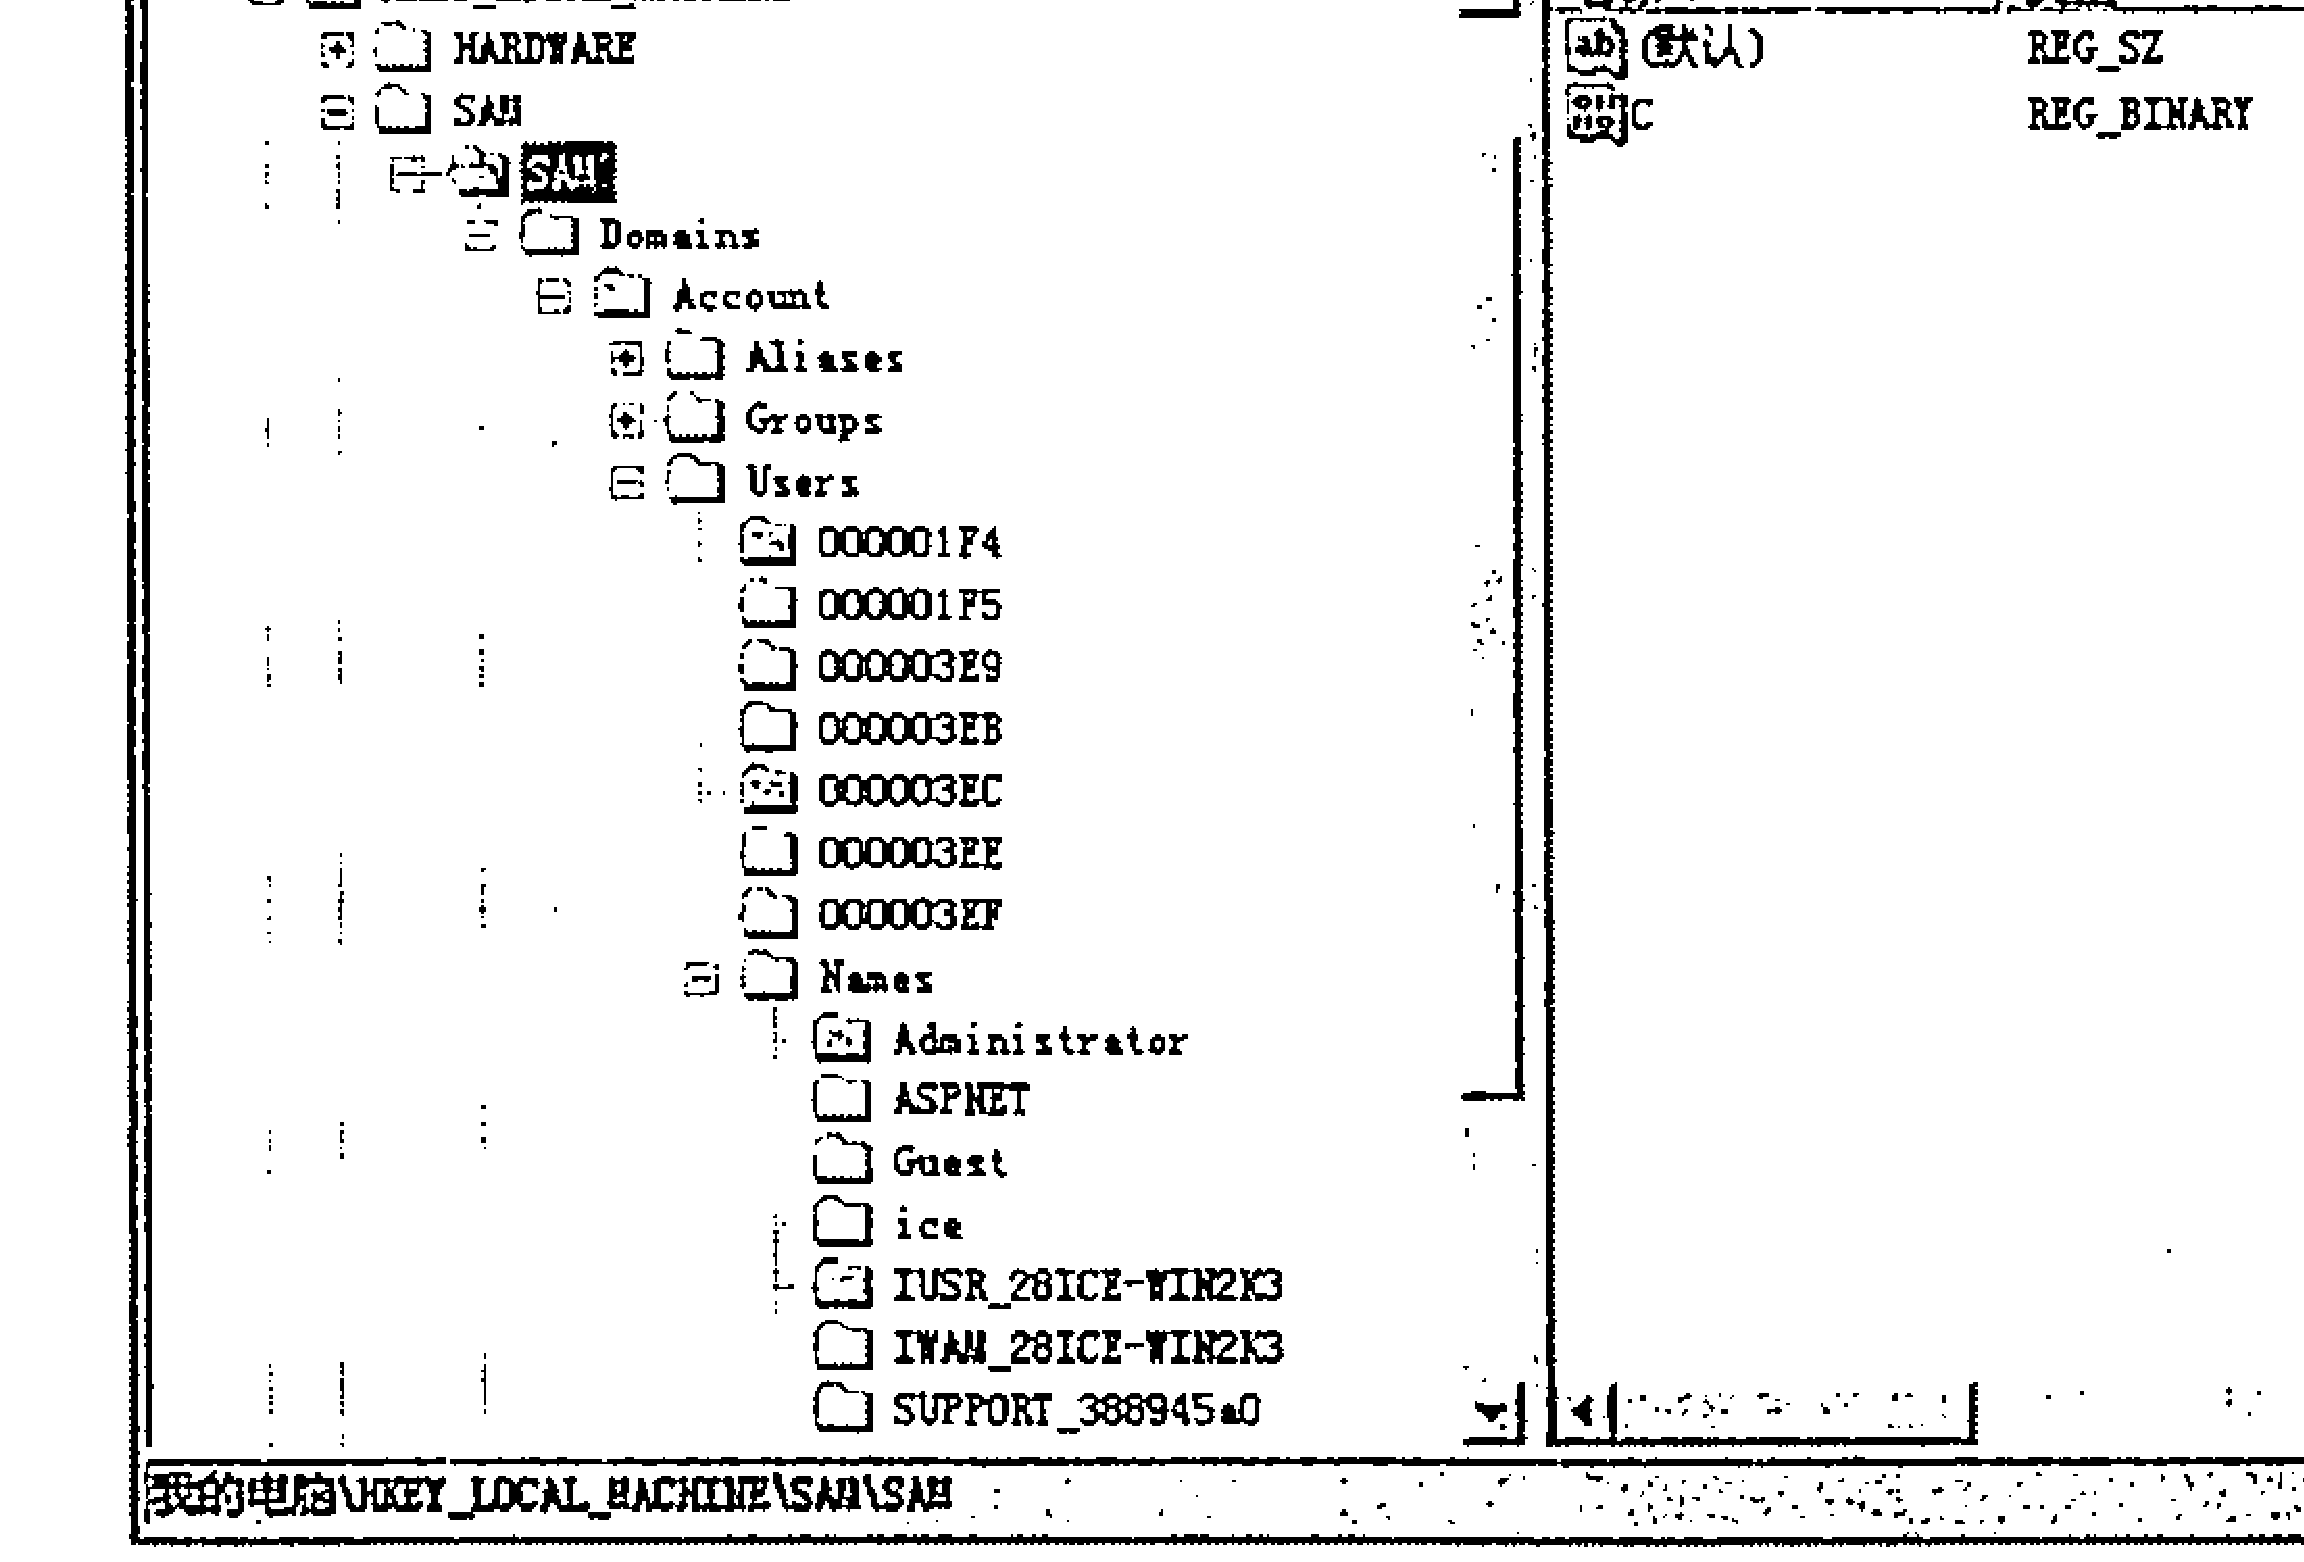 HARDWARE
SAM
SAM
Domains
Account
Aliases
Groups
Users
000001F4
000001F5
000003E9
000003EB
000003EC
000003EE
000003EF
Names
Administrator
ASPNET
Guest
ice
IUSR_28ICE-WIN2K3
IWAM_28ICE-WIN2K3
SUPPORT_388945a0
(默认) REG_SZ
C REG_BINARY
我的电脑\HKEY_LOCAL_MACHINE\SAM\SAM